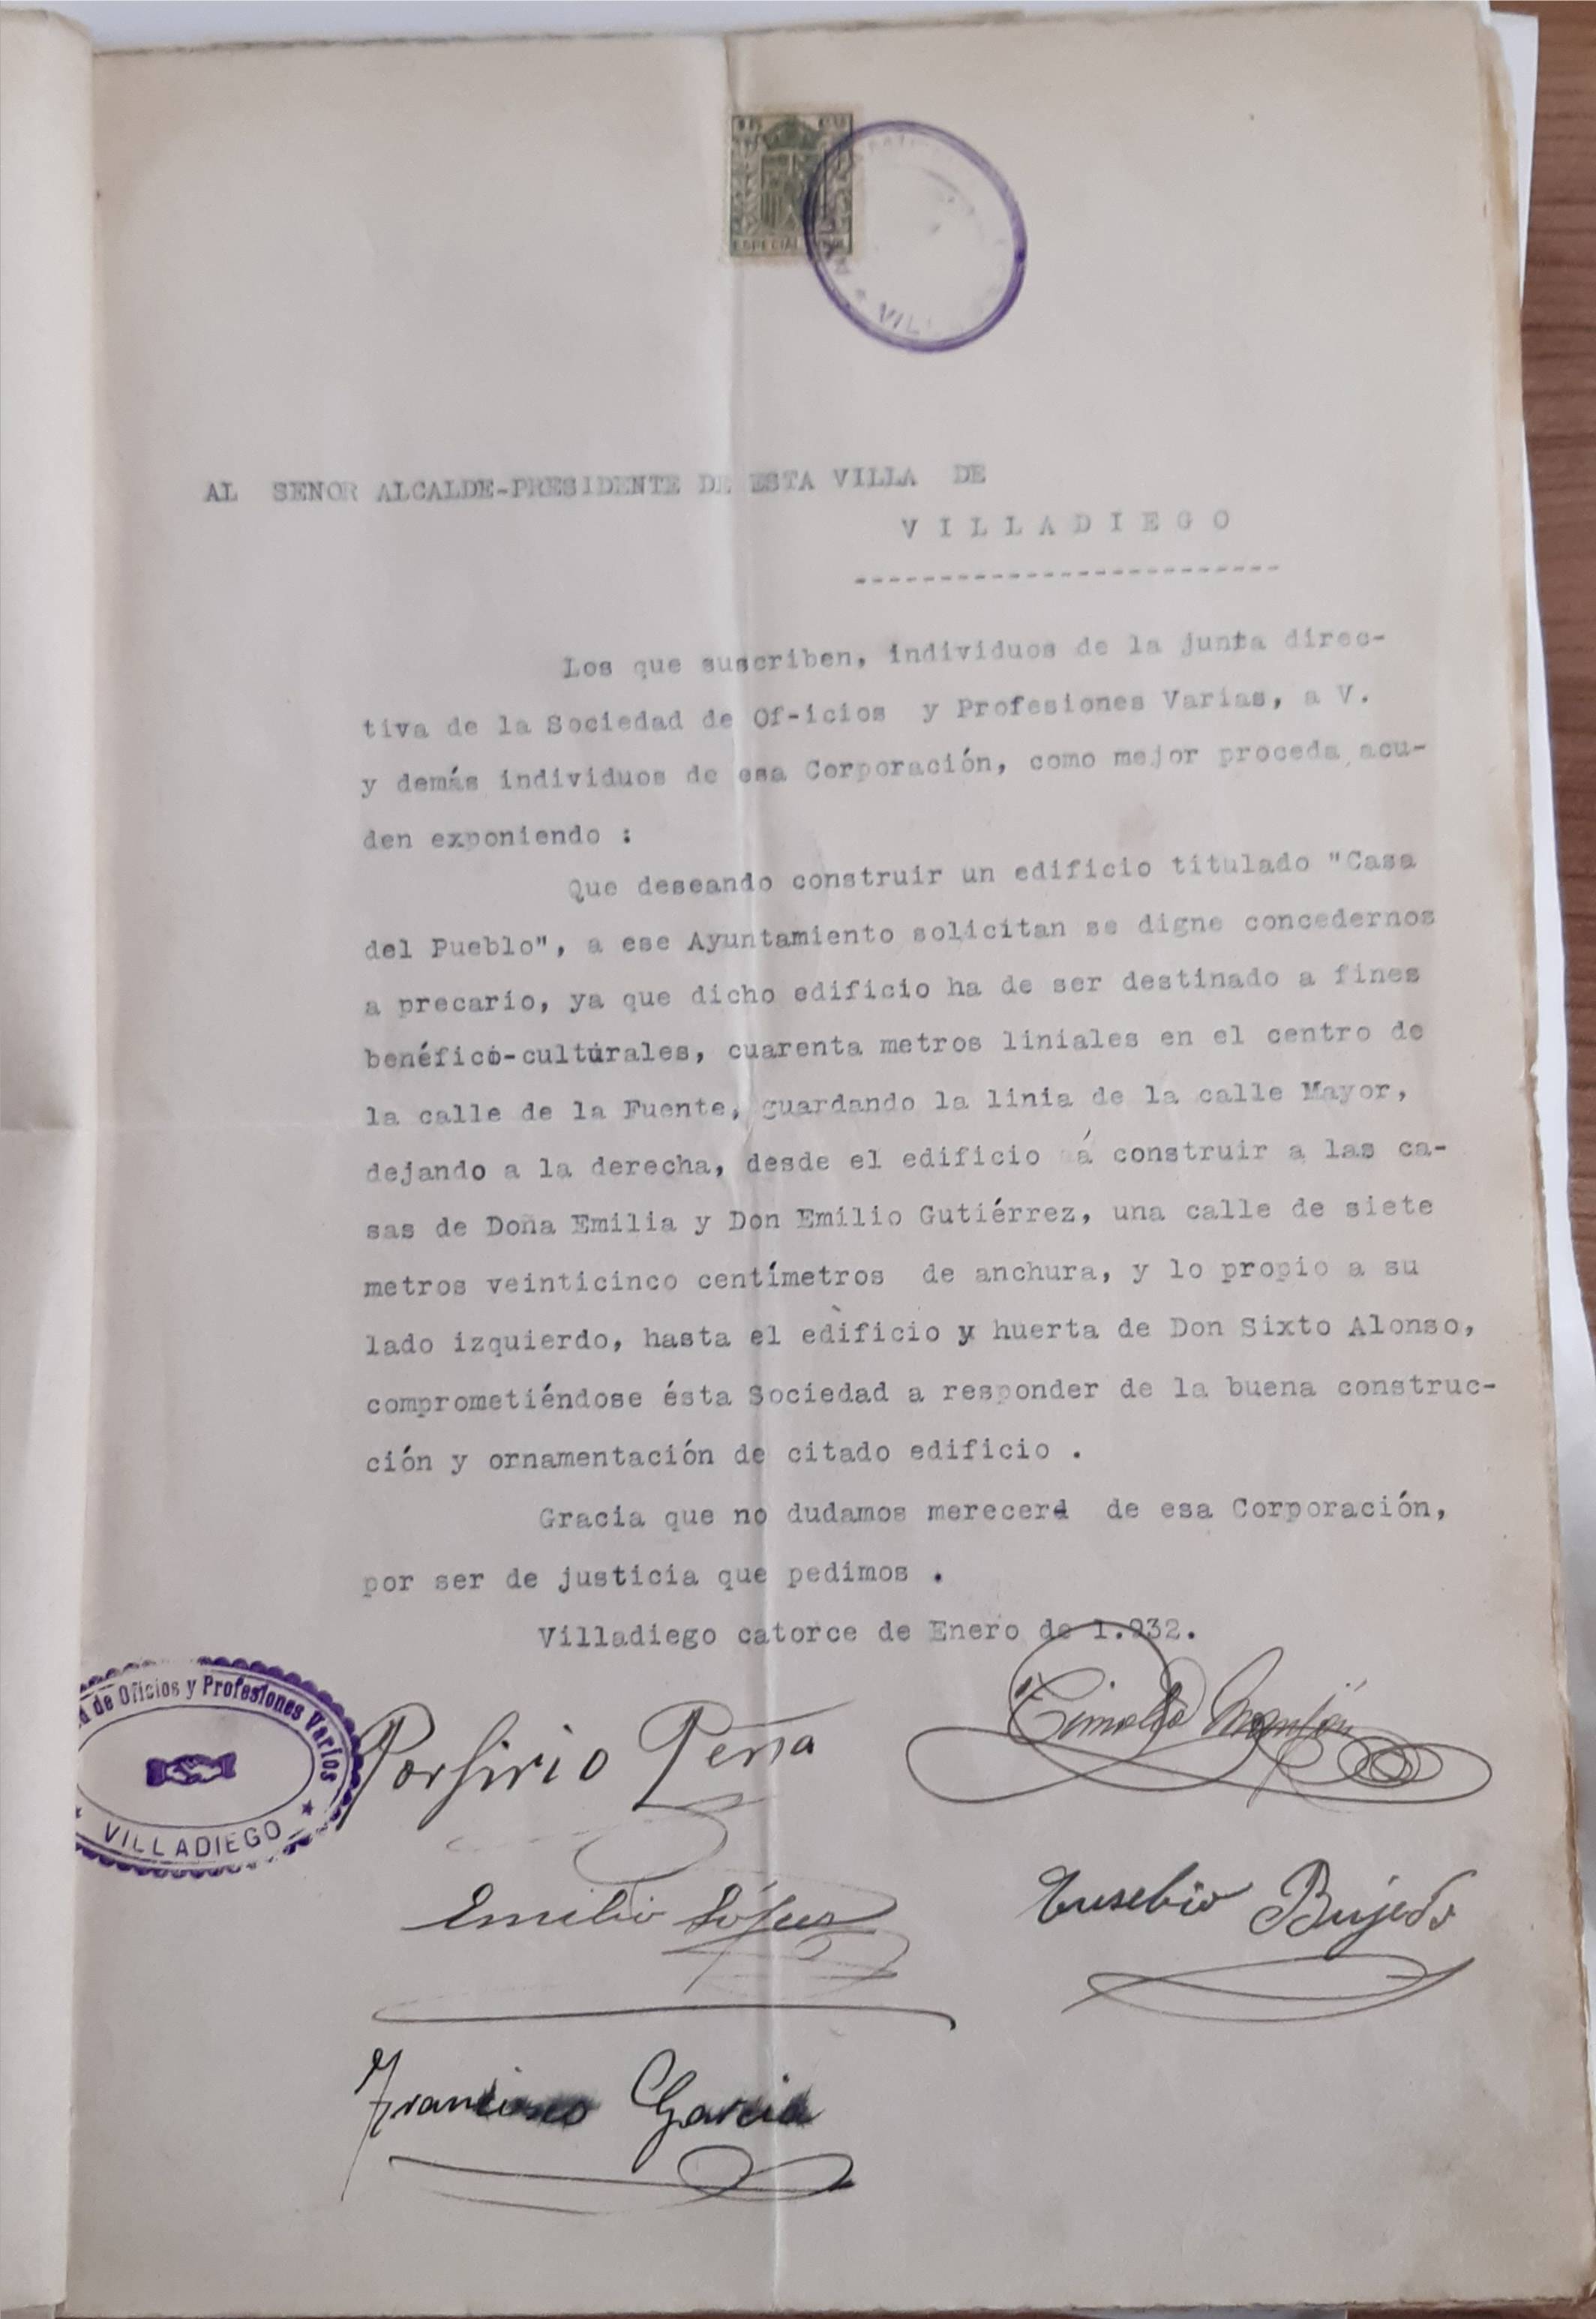 ESPECIAL
VIL
AL SENOR ALCALDE-PRESIDENTE DE ESTA VILLA DE
VILLADIEGO
-------------------------
Los que suscriben, individuos de la junta direc-
tiva de la Sociedad de Of-icios y Profesiones Varias, a V.
y demás individuos de esa Corporación, como mejor proceda acu-
den exponiendo :
Que deseando construir un edificio titulado "Casa
del Pueblo", a ese Ayuntamiento solicitan se digne concedernos
a precario, ya que dicho edificio ha de ser destinado a fines
benéfico-culturales, cuarenta metros liniales en el centro de
la calle de la Fuente, guardando la linia de la calle Mayor,
dejando a la derecha, desde el edificio á construir a las ca-
sas de Doña Emilia y Don Emilio Gutiérrez, una calle de siete
metros veinticinco centímetros de anchura, y lo propio a su
lado izquierdo, hasta el edificio y huerta de Don Sixto Alonso,
comprometiéndose ésta Sociedad a responder de la buena construc-
ción y ornamentación de citado edificio .
Gracia que no dudamos merecerá de esa Corporación,
por ser de justicia que pedimos .
Villadiego catorce de Enero de 1.932.
de Oficios y Profesiones Varios
VILLADIEGO
Porfirio Peña
Manjón
Emilio López
Eusebio Bujedo
Francisco Garcia